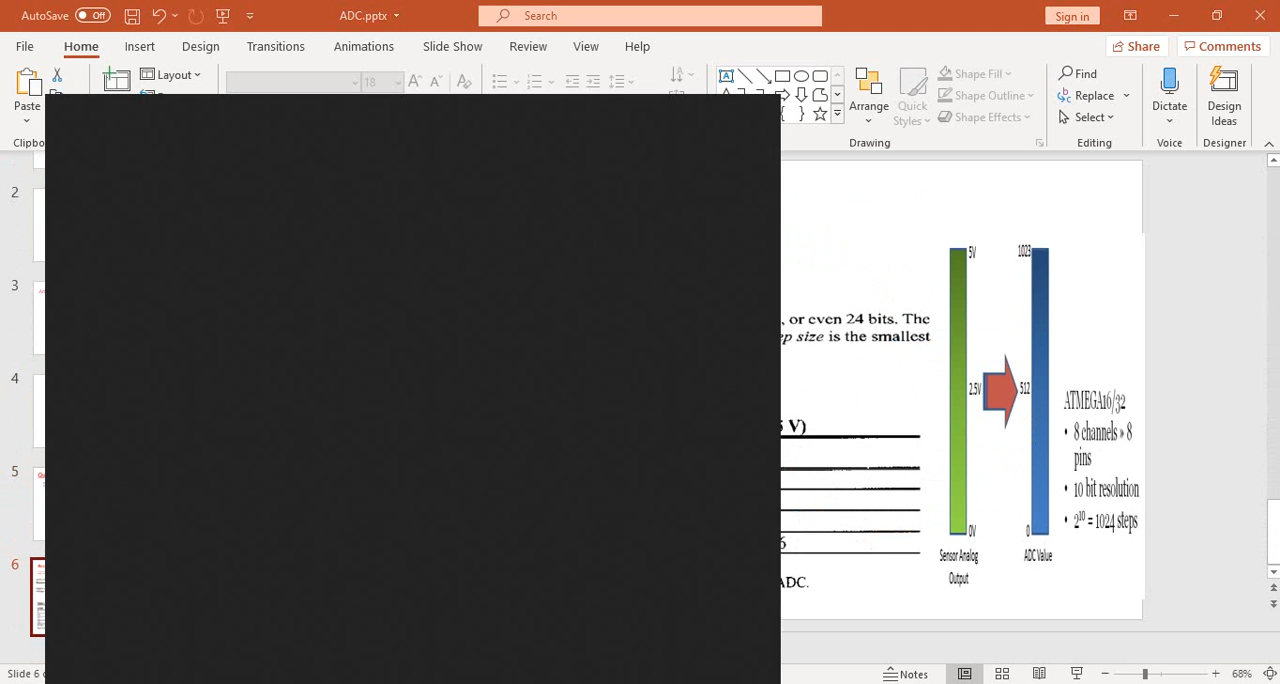 AutoSave Off ADC.pptx Search Sign in
File Home Insert Design Transitions Animations Slide Show Review View Help Share Comments
Paste Layout 18 Arrange Quick Styles Shape Fill Shape Outline Shape Effects Find Replace Select Dictate Design Ideas
Drawing Editing Voice Designer
2
3
4
5
6
, or even 24 bits. The
size is the smallest
V)
6
ADC.
5V
2.5V
0V
Sensor Analog
Output
1023
512
0
ADC Value
ATMEGA16/32
• 8 channels » 8
pins
• 10 bit resolution
• 2¹⁰ = 1024 steps
Slide 6 Notes 68%